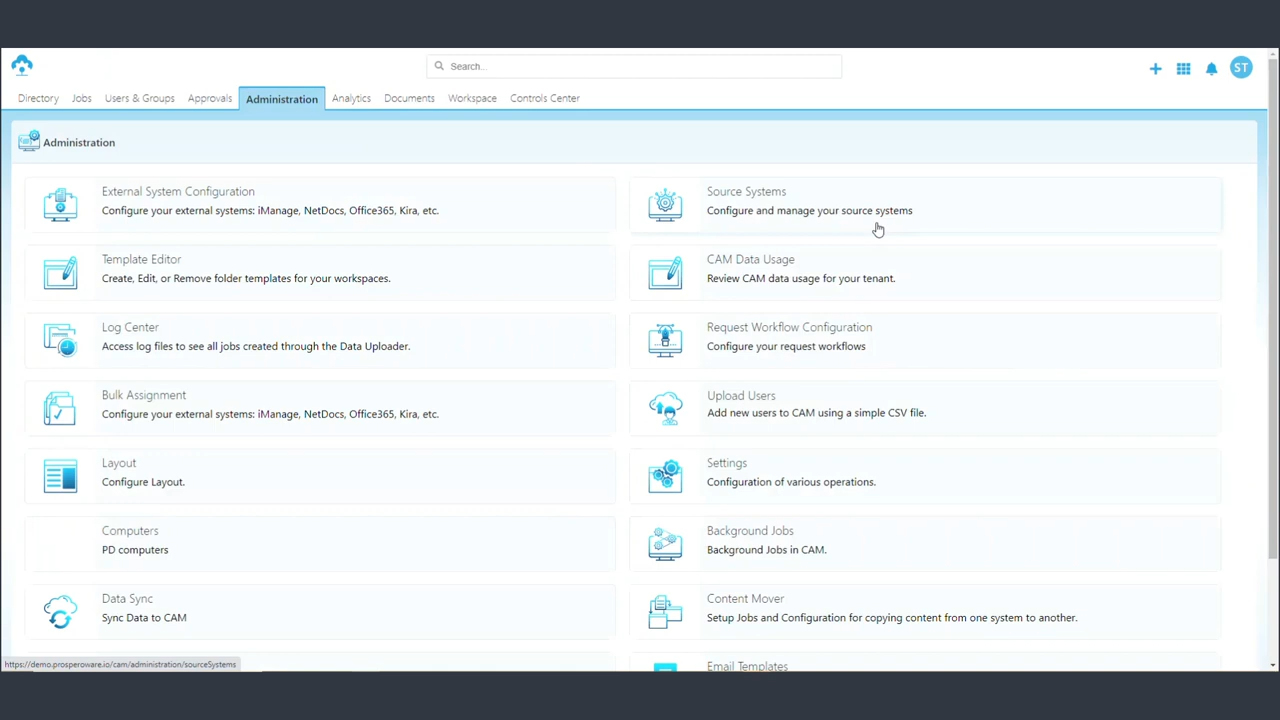 Search...
ST
Directory Jobs Users & Groups Approvals Administration Analytics Documents Workspace Controls Center
Administration
External System Configuration
Configure your external systems: iManage, NetDocs, Office365, Kira, etc.
Source Systems
Configure and manage your source systems
Template Editor
Create, Edit, or Remove folder templates for your workspaces.
CAM Data Usage
Review CAM data usage for your tenant.
Log Center
Access log files to see all jobs created through the Data Uploader.
Request Workflow Configuration
Configure your request workflows
Bulk Assignment
Configure your external systems: iManage, NetDocs, Office365, Kira, etc.
Upload Users
Add new users to CAM using a simple CSV file.
Layout
Configure Layout.
Settings
Configuration of various operations.
Computers
PD computers
Background Jobs
Background Jobs in CAM.
Data Sync
Sync Data to CAM
Content Mover
Setup Jobs and Configuration for copying content from one system to another.
Email Templates
https://demo.prosperoware.io/cam/administration/sourceSystems